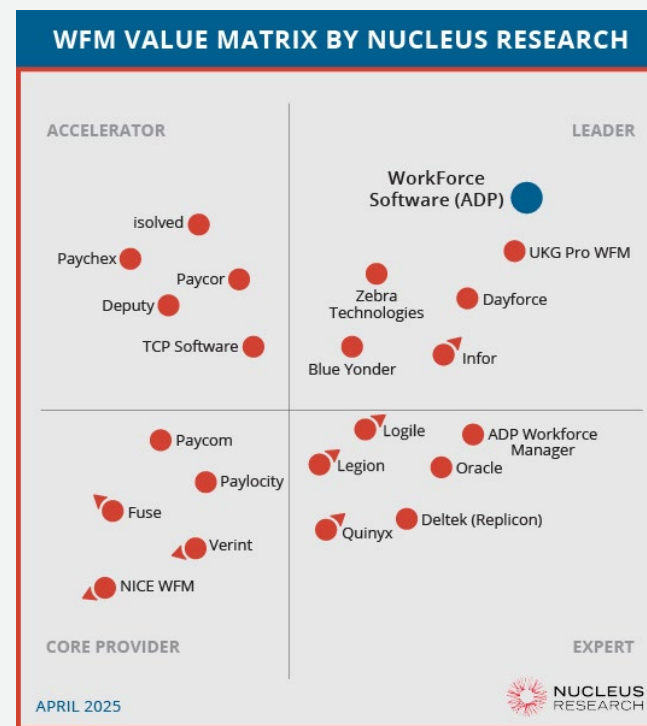 WFM VALUE MATRIX BY NUCLEUS RESEARCH
ACCELERATOR
LEADER
WorkForce
Software (ADP)
isolved
Paychex
UKG Pro WFM
Paycor
Zebra
Technologies
Dayforce
Deputy
TCP Software
Blue Yonder
Infor
Logile
Paycom
ADP Workforce
Manager
Legion
Oracle
Paylocity
Fuse
Deltek (Replicon)
Quinyx
Verint
NICE WFM
CORE PROVIDER
EXPERT
APRIL 2025
NUCLEUS
RESEARCH